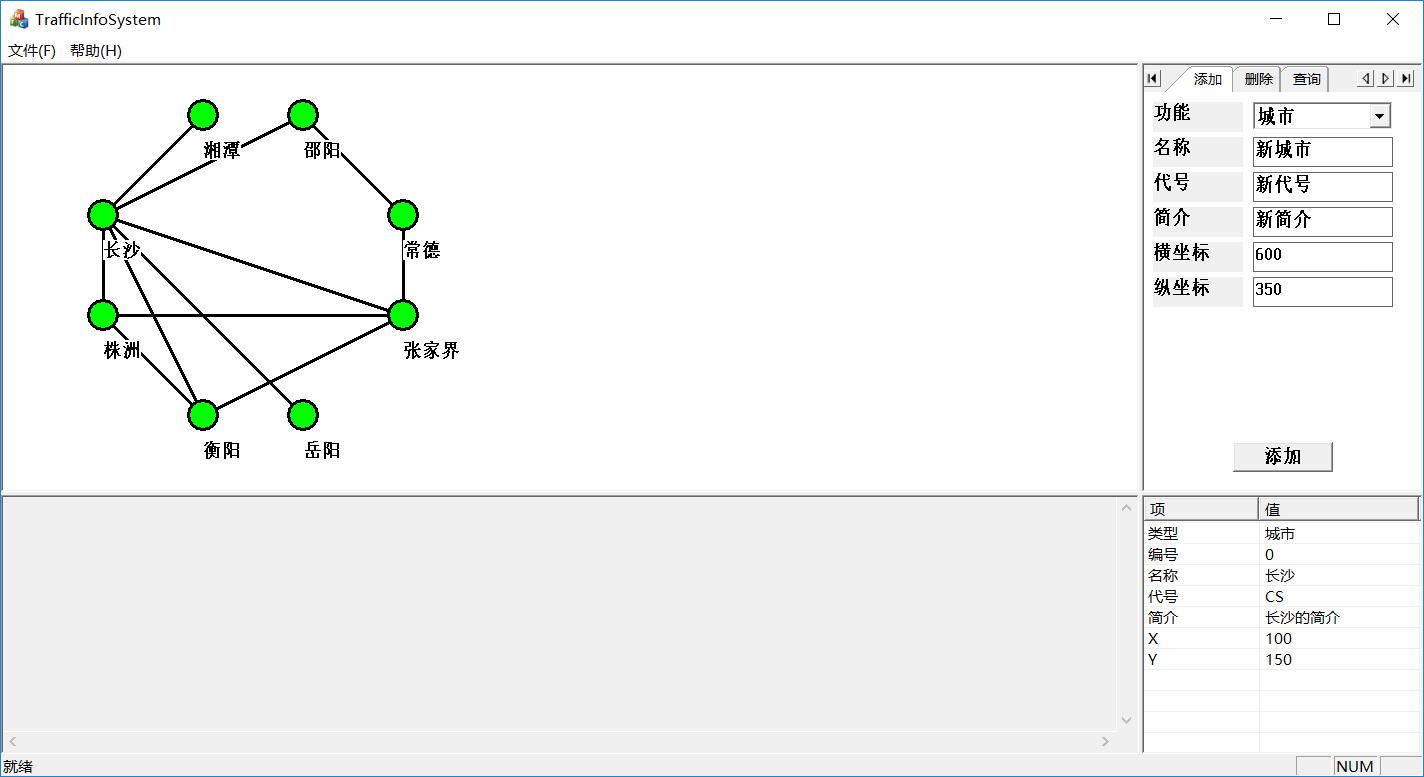 TrafficInfoSystem
文件(F) 帮助(H)
湘潭 邵阳
长沙 常德
株洲 张家界
衡阳 岳阳
添加 删除 查询
功能 城市
名称 新城市
代号 新代号
简介 新简介
横坐标 600
纵坐标 350
添加
项 值
类型 城市
编号 0
名称 长沙
代号 CS
简介 长沙的简介
X 100
Y 150
就绪 NUM